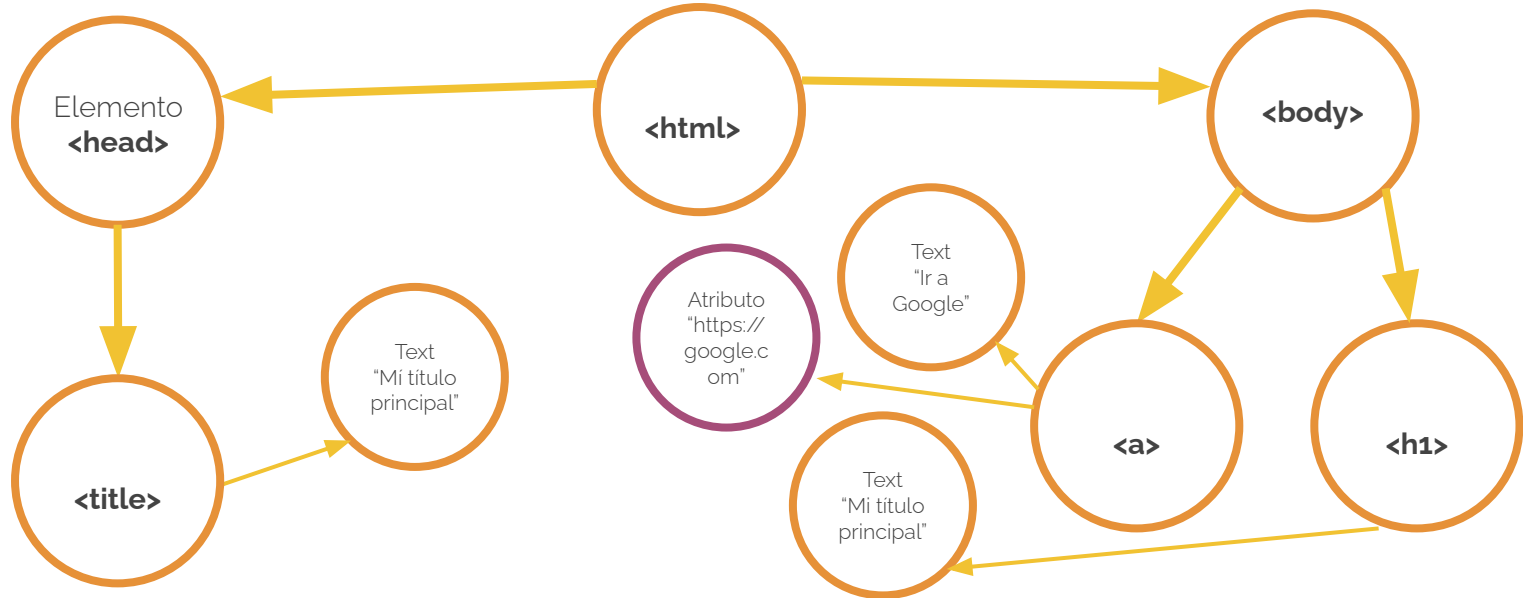 Elemento
<head>
<html>
<body>
Text
“Ir a
Google”
Atributo
“https://
google.c
om”
Text
“Mí título
principal”
<title>
<a>
<h1>
Text
“Mi título
principal”